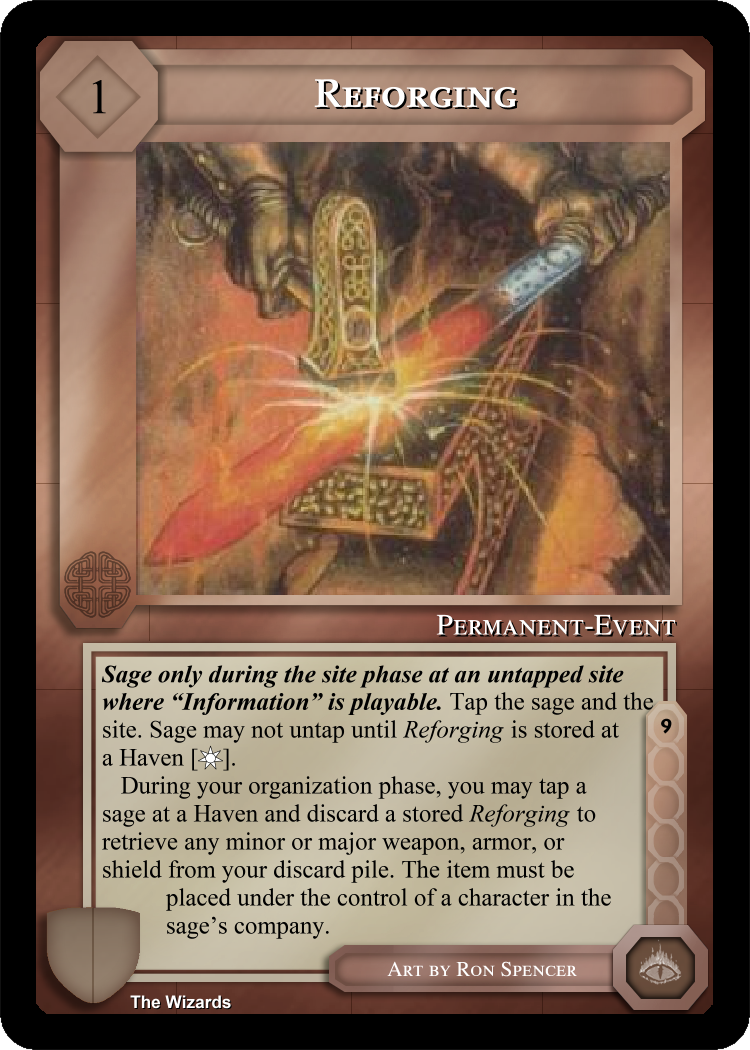 1
REFORGING
PERMANENT-EVENT
Sage only during the site phase at an untapped site
where “Information” is playable. Tap the sage and the
site. Sage may not untap until Reforging is stored at
a Haven [ ].
9
During your organization phase, you may tap a
sage at a Haven and discard a stored Reforging to
retrieve any minor or major weapon, armor, or
shield from your discard pile. The item must be
placed under the control of a character in the
sage’s company.
ART BY RON SPENCER
The Wizards